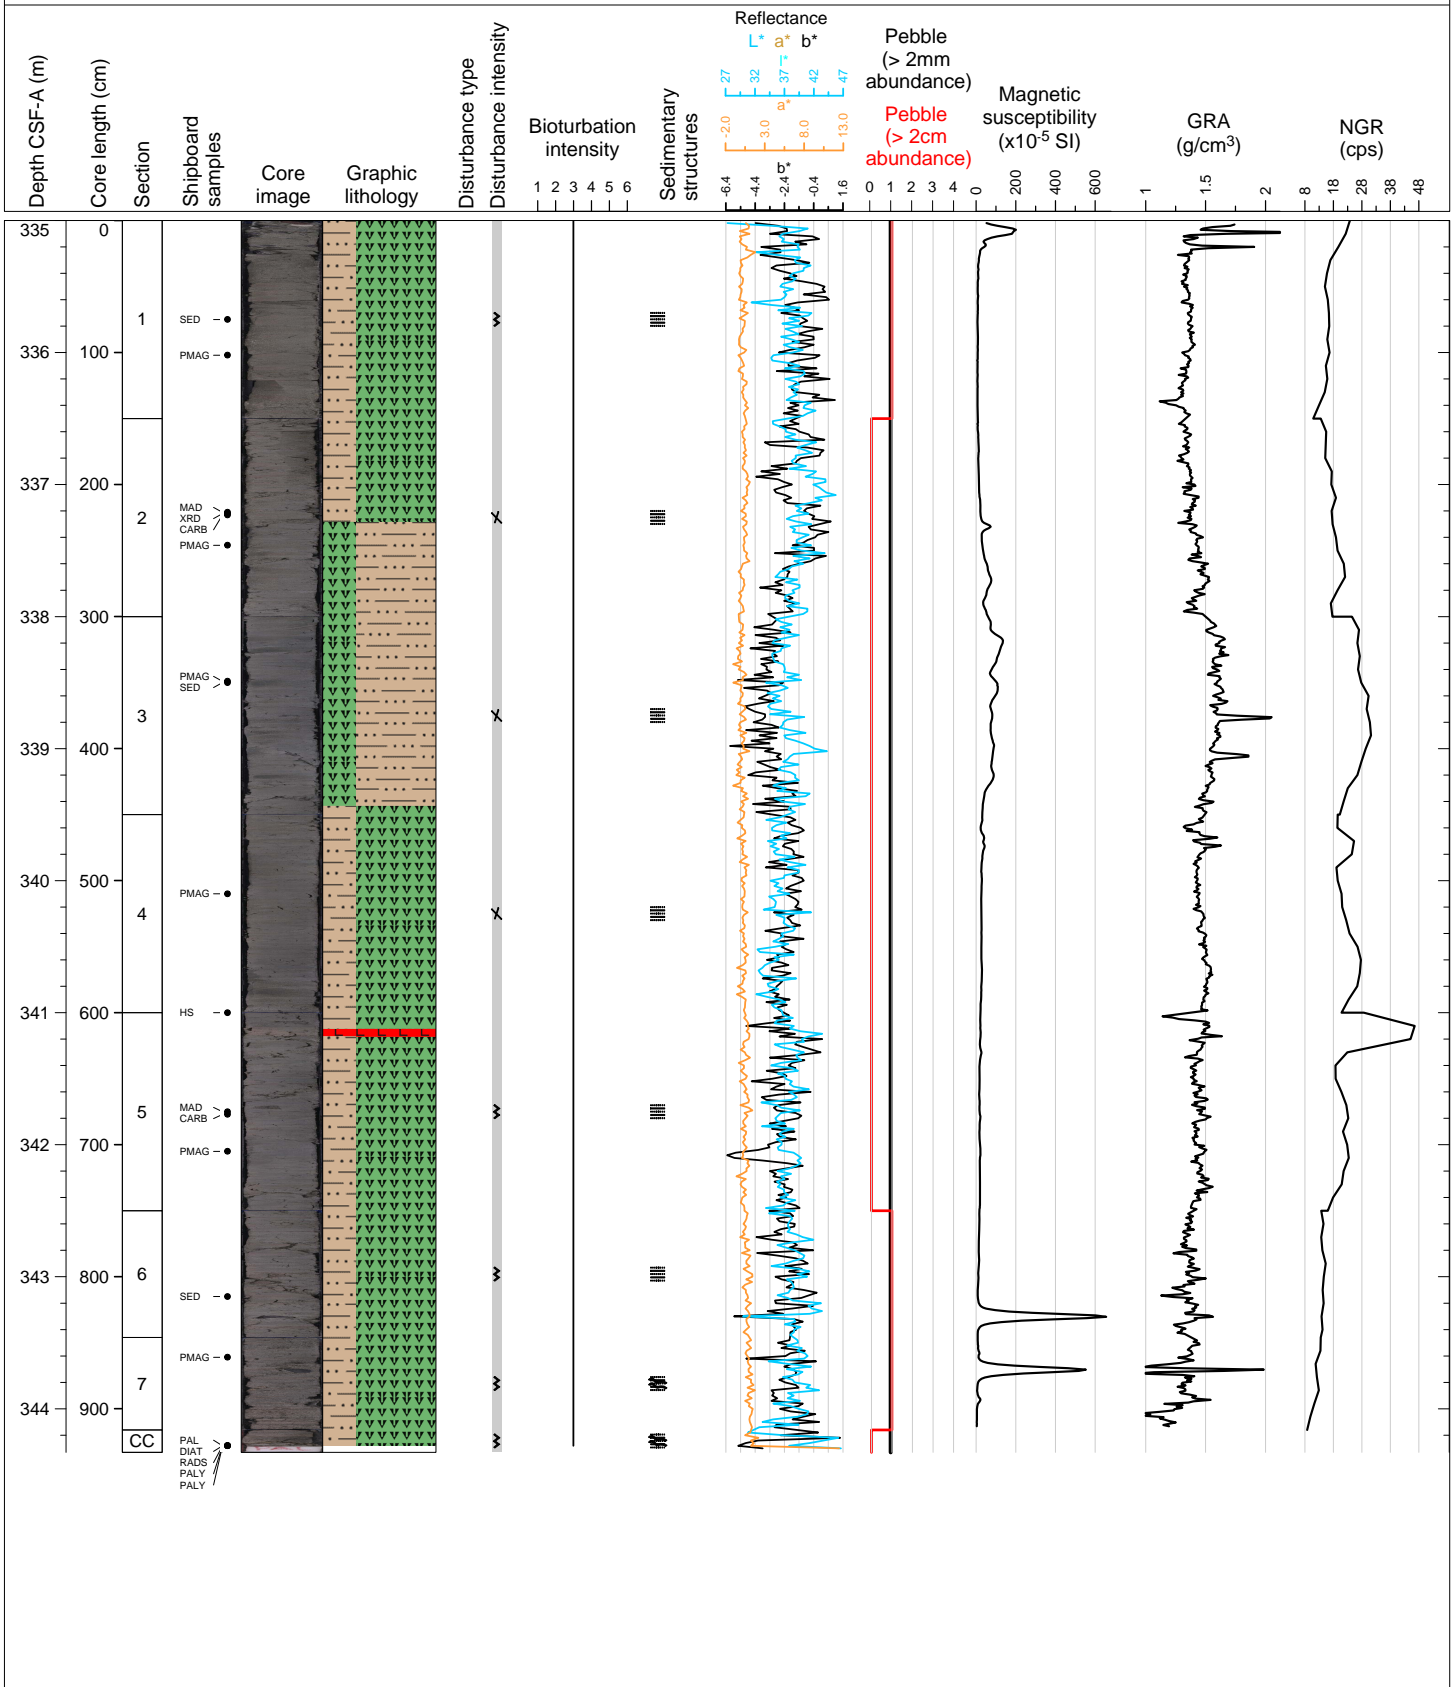 Depth CSF-A (m)
Core length (cm)
Section
Shipboard
samples
Core
image
Graphic
lithology
Disturbance type
Disturbance intensity
Bioturbation
intensity
1 2 3 4 5 6
Sedimentary
structures
Reflectance
L* a* b*
L*
27 32 37 42 47
a*
-2.0 3.0 8.0 13.0
b*
-6.4 -4.4 -2.4 -0.4 1.6
Pebble
(> 2mm
abundance)
Pebble
(> 2cm
abundance)
0 1 2 3 4
Magnetic
susceptibility
(x10-5 SI)
0 200 400 600
GRA
(g/cm3)
1 1.5 2
NGR
(cps)
8 18 28 38 48
335 0
1
SED
PMAG
336 100
MAD
XRD
CARB
PMAG
337 200
2
338 300
PMAG
SED
3
339 400
340 500
PMAG
4
341 600
HS
MAD
CARB
5
342 700
PMAG
343 800
6
SED
PMAG
7
344 900
CC
PAL
DIAT
RADS
PALY
PALY